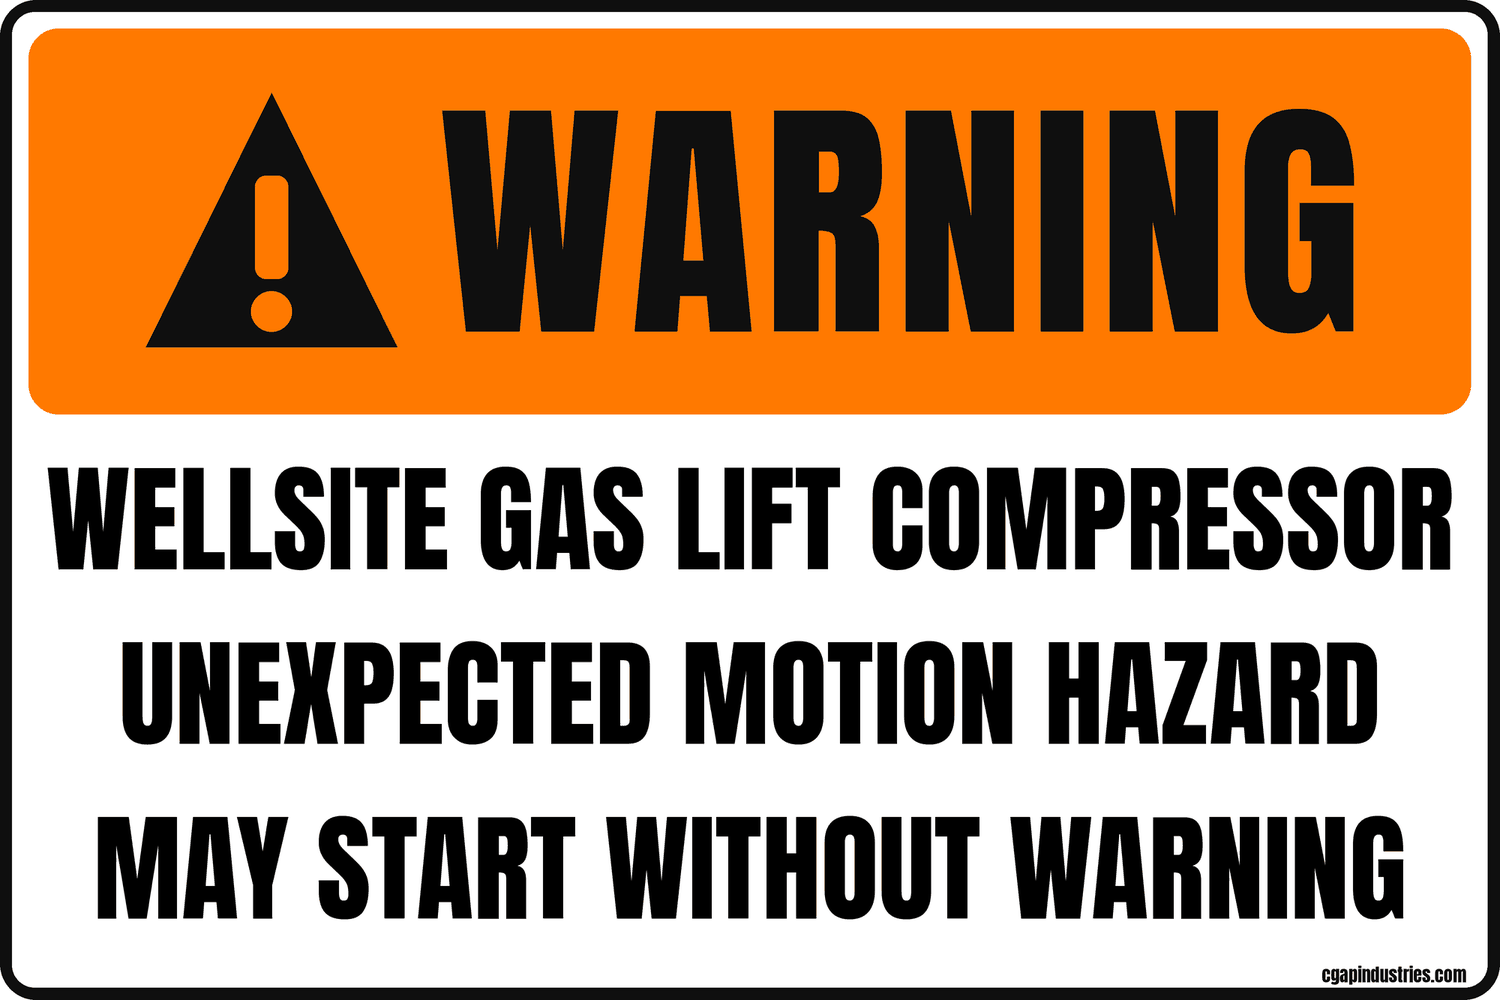 WARNING
WELLSITE GAS LIFT COMPRESSOR
UNEXPECTED MOTION HAZARD
MAY START WITHOUT WARNING
cgapindustries.com